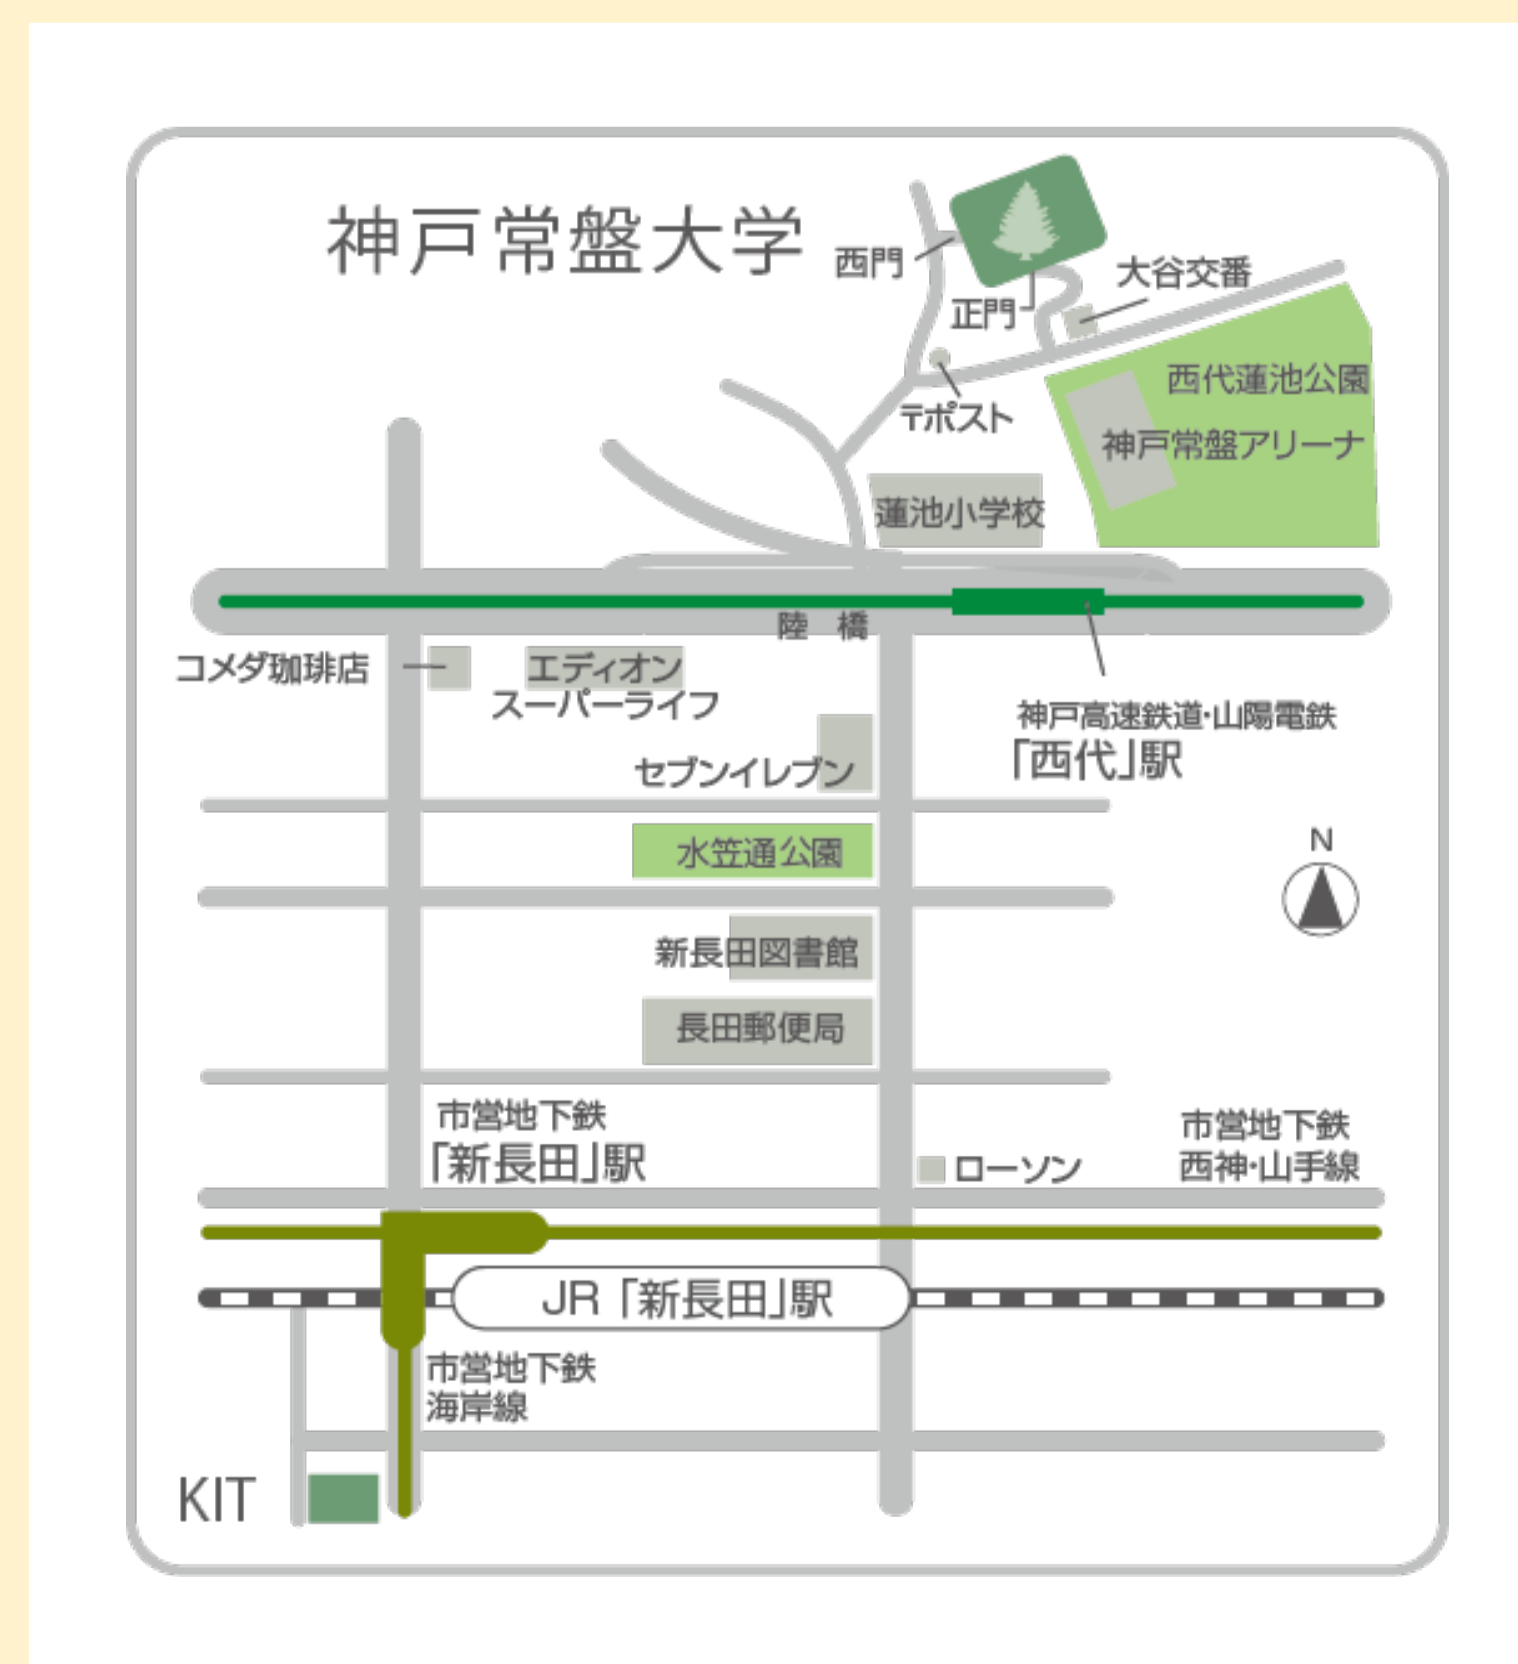 神戸常盤大学
西門
大谷交番
正門
西代蓮池公園
〒ポスト
神戸常盤アリーナ
蓮池小学校
陸　橋
コメダ珈琲店
エディオン
スーパーライフ
神戸高速鉄道・山陽電鉄
「西代」駅
セブンイレブン
N
水笠通公園
新長田図書館
長田郵便局
市営地下鉄
「新長田」駅
ローソン
市営地下鉄
西神・山手線
JR「新長田」駅
市営地下鉄
海岸線
KIT